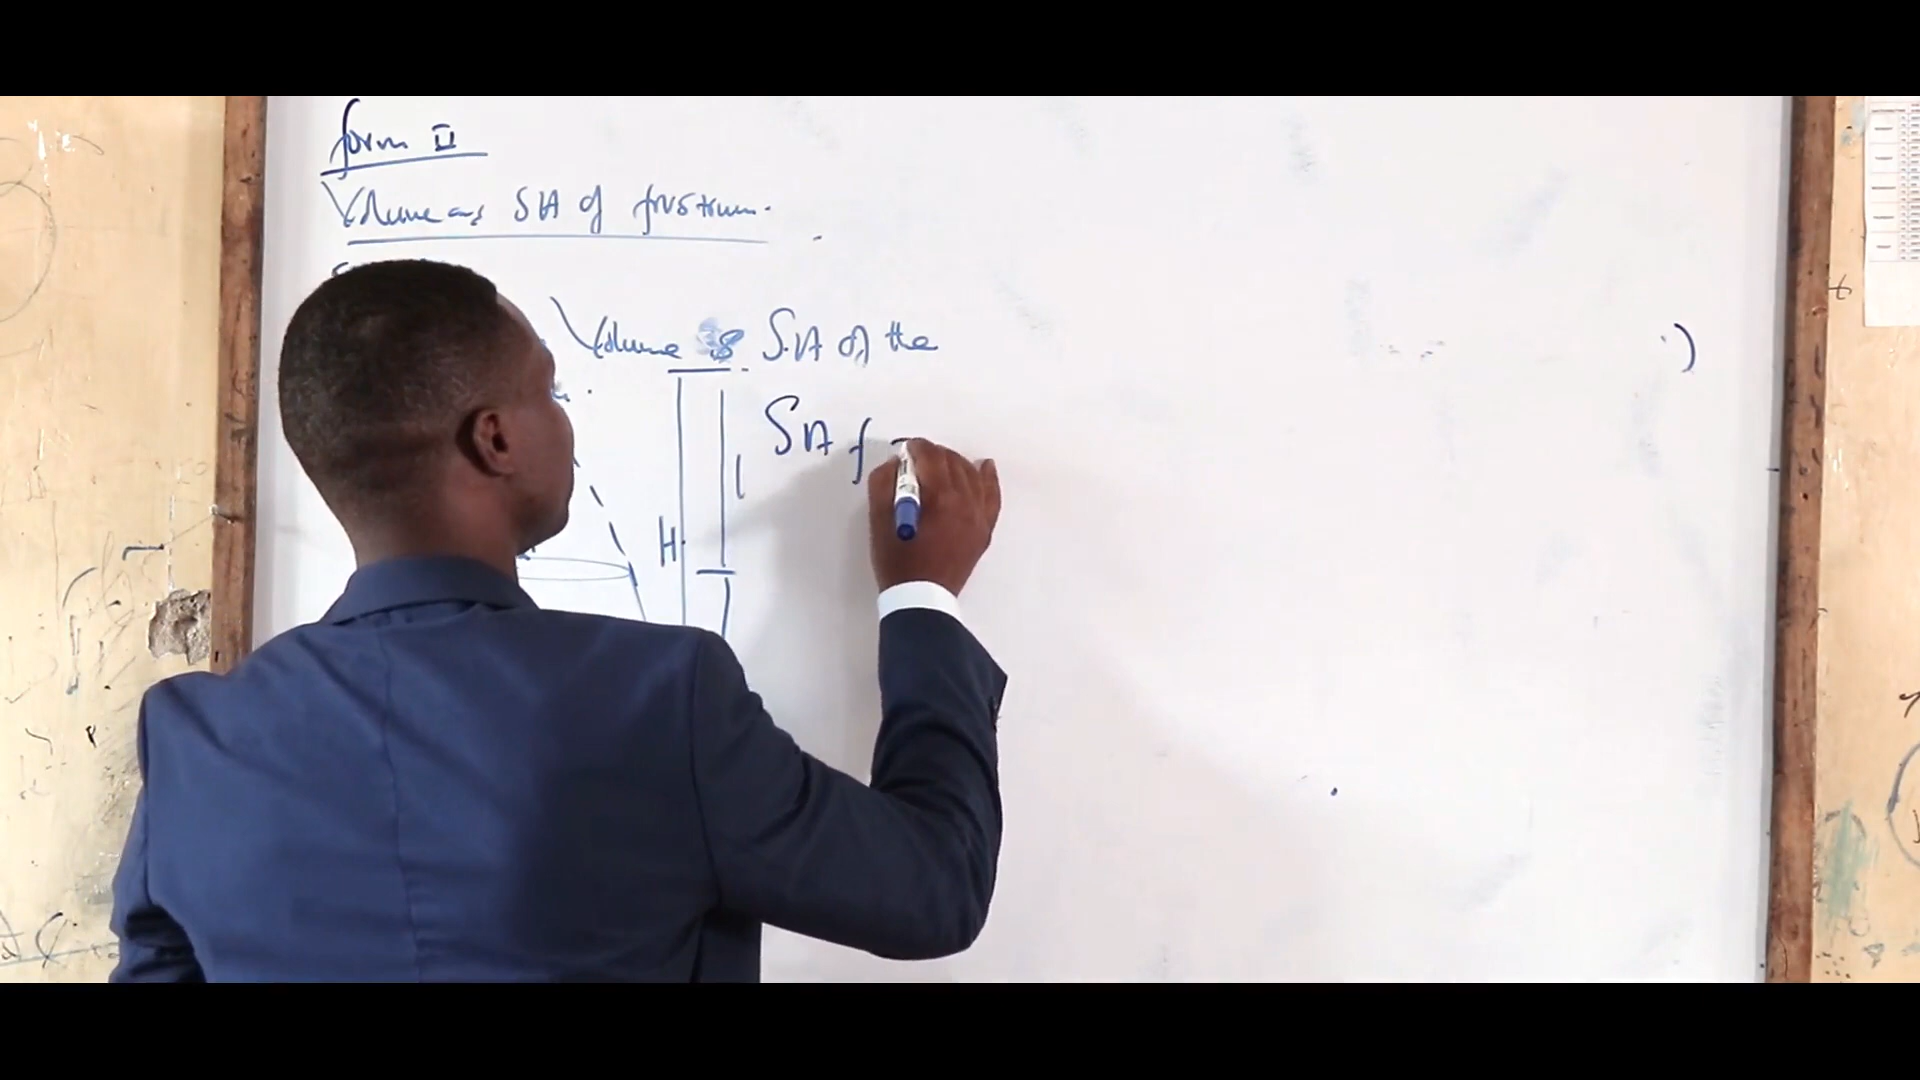 form II
Volume and SA of frustum.
Volume & S.A of the
SA f
l
H